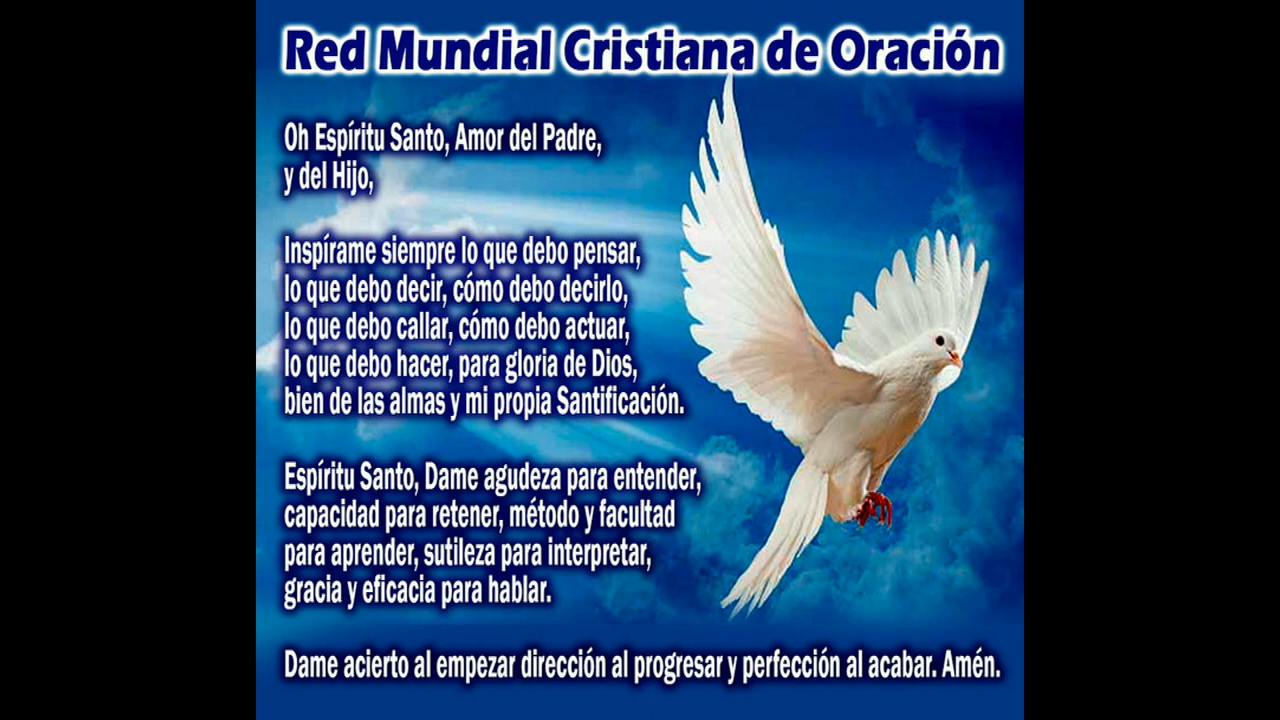 Red Mundial Cristiana de Oración
Oh Espíritu Santo, Amor del Padre,
y del Hijo,
Inspírame siempre lo que debo pensar,
lo que debo decir, cómo debo decirlo,
lo que debo callar, cómo debo actuar,
lo que debo hacer, para gloria de Dios,
bien de las almas y mi propia Santificación.
Espíritu Santo, Dame agudeza para entender,
capacidad para retener, método y facultad
para aprender, sutileza para interpretar,
gracia y eficacia para hablar.
Dame acierto al empezar dirección al progresar y perfección al acabar. Amén.